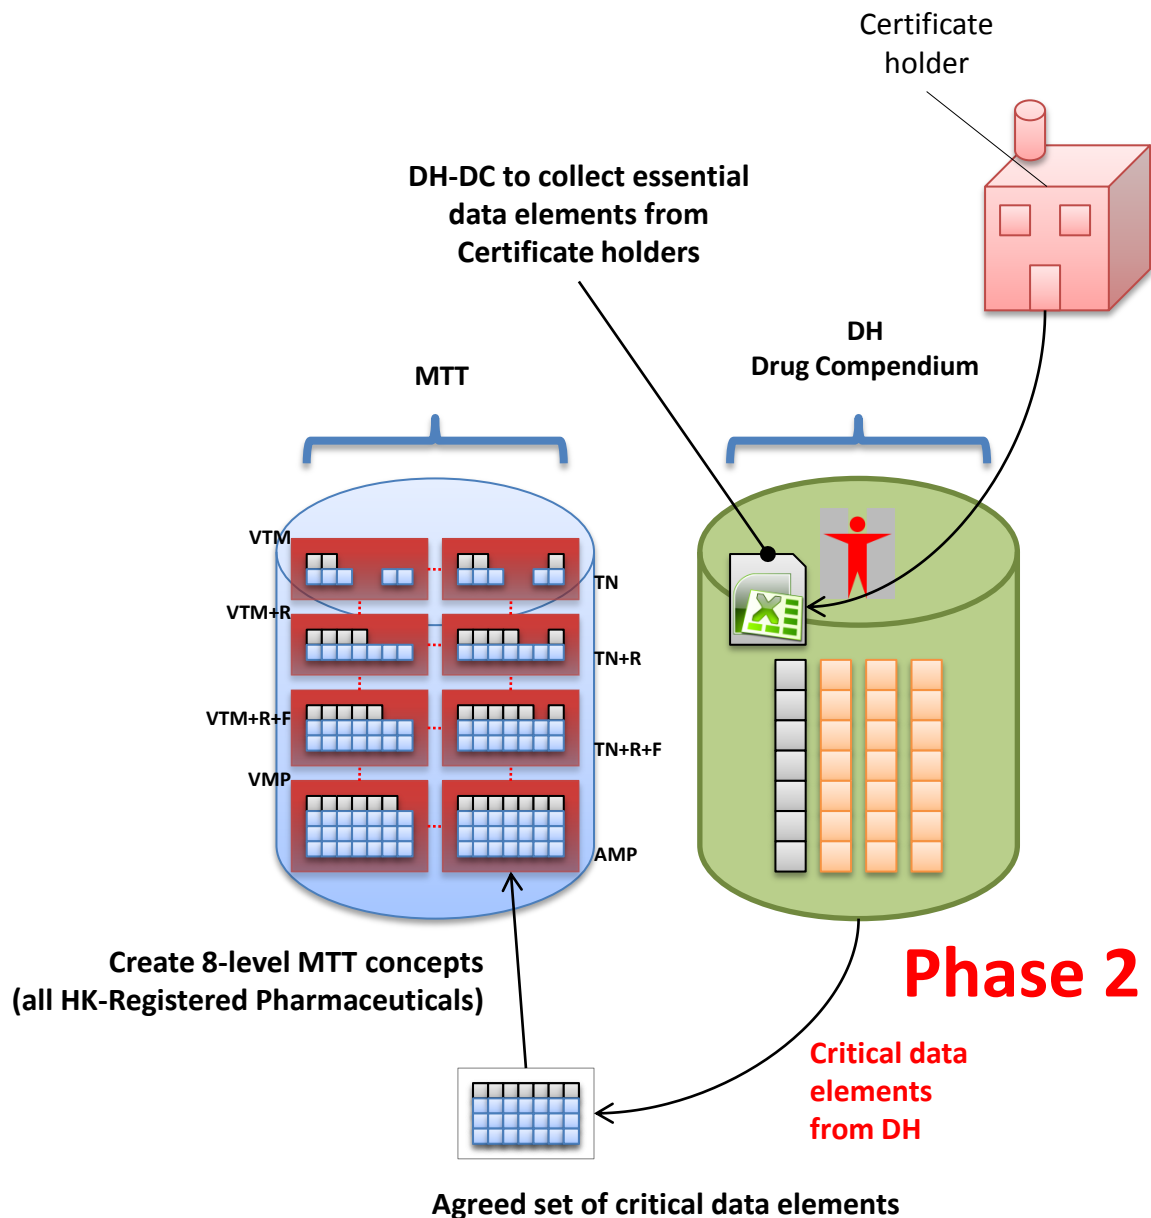 Certificate
holder
DH-DC to collect essential
data elements from
Certificate holders
DH
Drug Compendium
MTT
VTM
TN
VTM+R
TN+R
VTM+R+F
TN+R+F
VMP
AMP
Create 8-level MTT concepts
(all HK-Registered Pharmaceuticals)
Phase 2
Critical data
elements
from DH
Agreed set of critical data elements